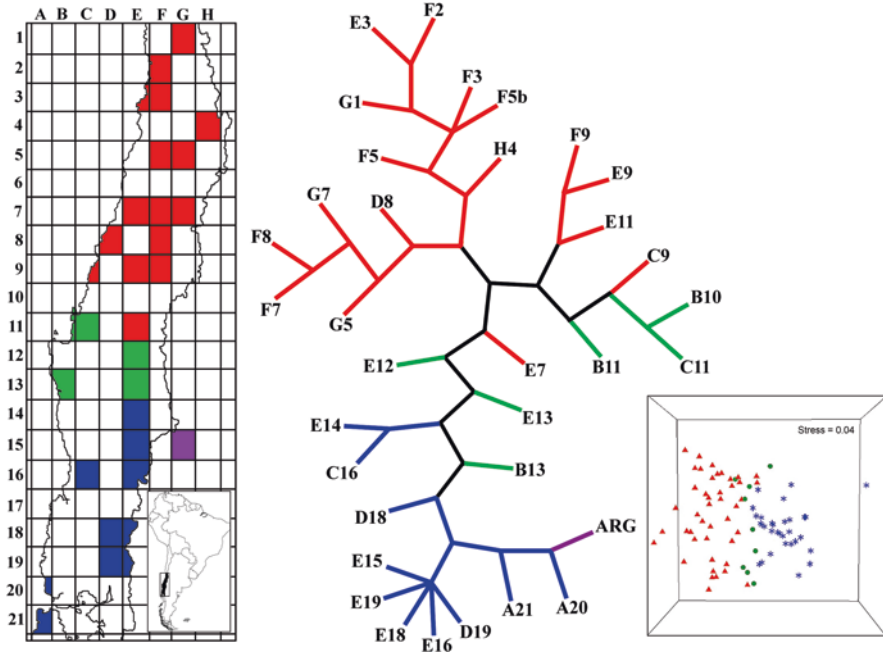 A B C D E F G H
1
2
3
4
5
6
7
8
9
10
11
12
13
14
15
16
17
18
19
20
21
F2
E3
F3
G1
F5b
F9
F5
H4
E9
G7
D8
E11
F8
C9
F7
G5
B10
E12
E7
B11
C11
E13
E14
Stress = 0.04
C16
B13
D18
ARG
E15
E19
E18
E16
D19
A21
A20